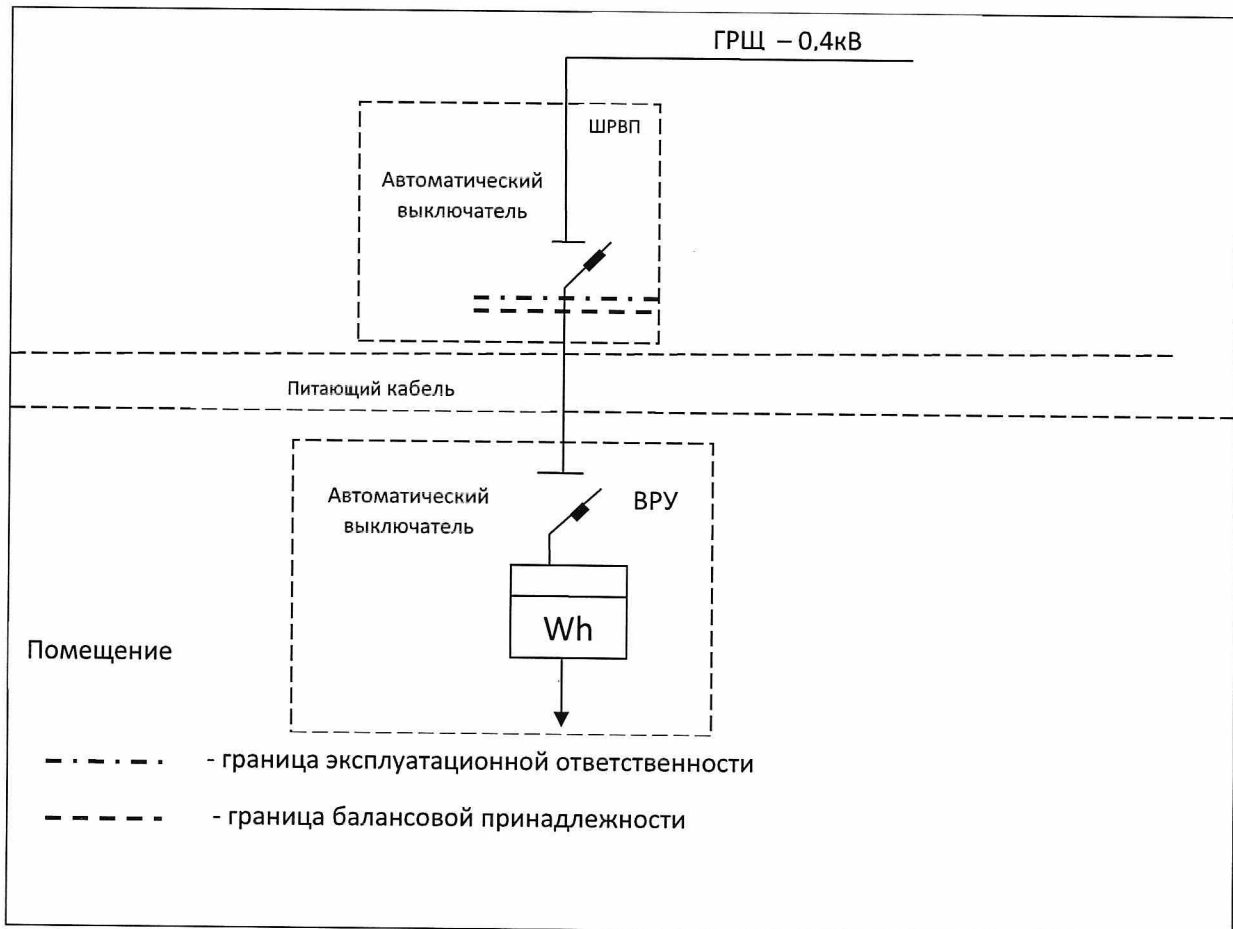 ГРЩ – 0,4кВ
ШРВП
Автоматический
выключатель
Питающий кабель
Автоматический
выключатель
ВРУ
Wh
Помещение
- граница эксплуатационной ответственности
- граница балансовой принадлежности